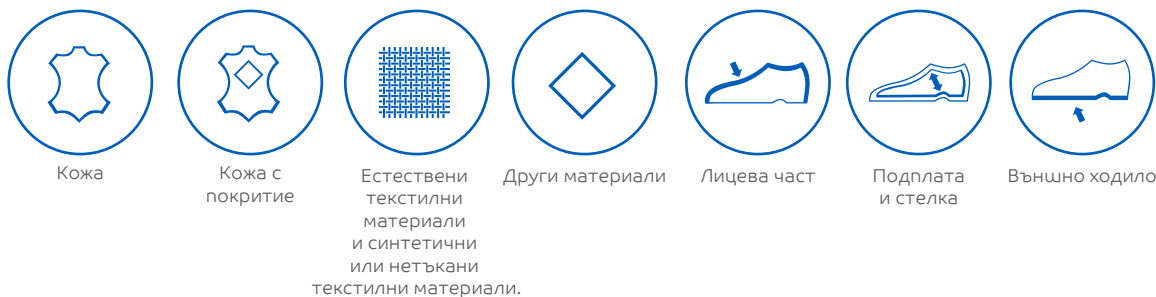 Кожа
Кожа с
покритие
Естествени
текстилни
материали
и синтетични
или нетъкани
текстилни материали.
Други материали
Лицева част
Подплата
и стелка
Външно ходило